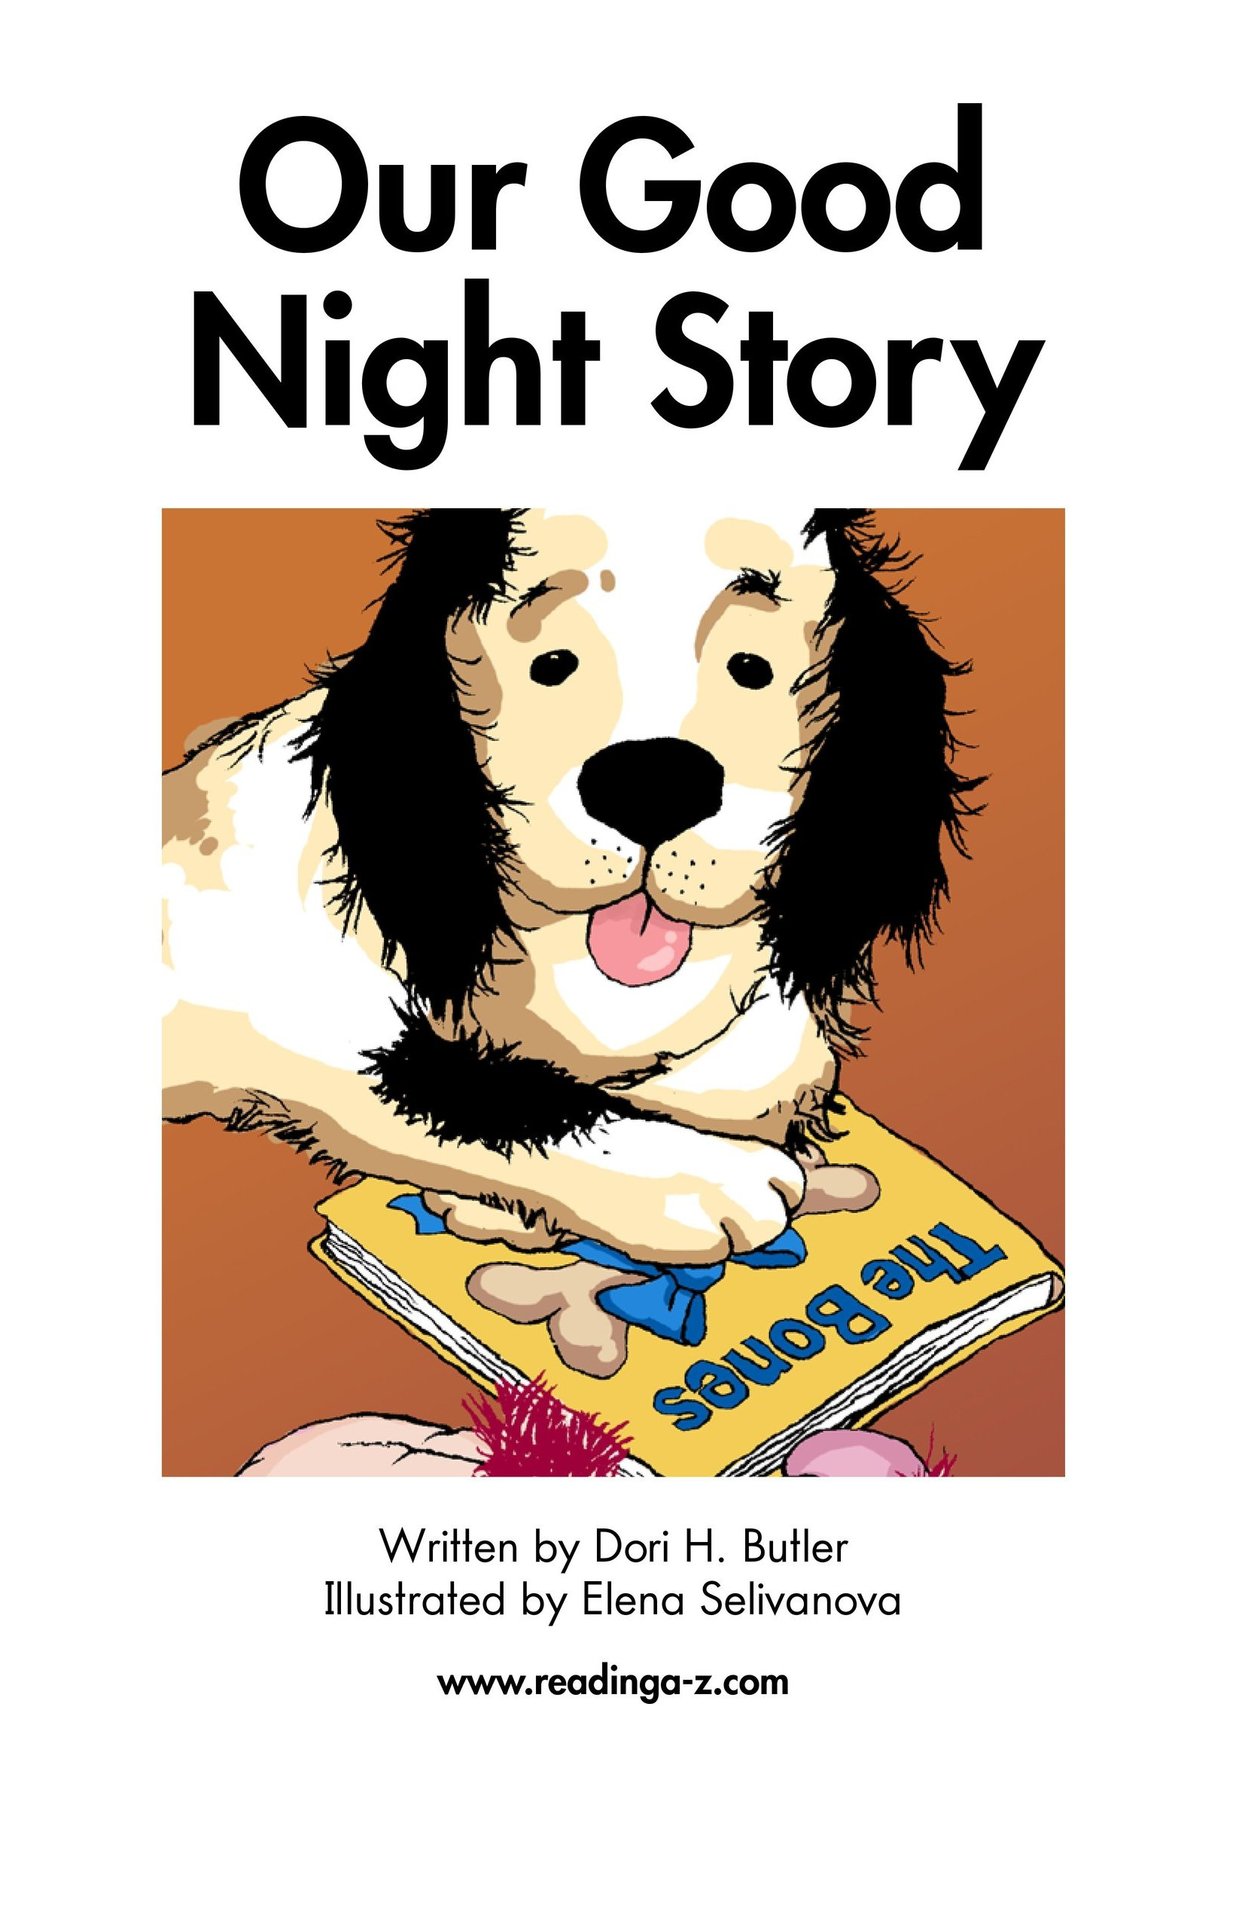 Our Good
Night Story
The Bones
Written by Dori H. Butler
Illustrated by Elena Selivanova
www.readinga-z.com